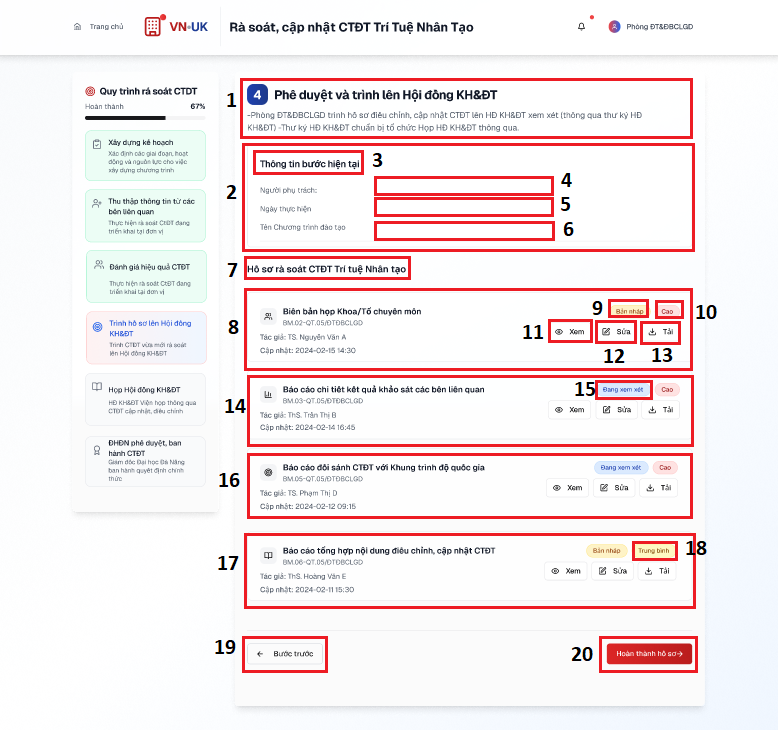 Trang chủ
VN-UK
Rà soát, cập nhật CTĐT Trí Tuệ Nhân Tạo
Phòng ĐT&ĐBCLGD
Quy trình rà soát CTDT
Hoàn thành 67%
Xây dựng kế hoạch
Xác định các giai đoạn, hoạt
động và nguồn lực cho việc
xây dựng chương trình
Thu thập thông tin từ các
bên liên quan
Thực hiện rà soát CtĐT đang
triển khai tại đơn vị
Đánh giá hiệu quả CTĐT
Thực hiện rà soát CtĐT đang
triển khai tại đơn vị
Trình hồ sơ lên Hội đồng
KH&ĐT
Trình CTĐT vừa mới rà soát
lên Hội đồng KH&ĐT
Họp Hội đồng KH&ĐT
HĐ KH&ĐT Viện họp thông qua
CTĐT cập nhật, điều chỉnh
ĐHĐN phê duyệt, ban
hành CTĐT
Giám đốc Đại học Đà Nẵng
ban hành quyết định chính
thức
1
4 Phê duyệt và trình lên Hội đồng KH&ĐT
-Phòng ĐT&ĐBCLGD trình hồ sơ điều chỉnh, cập nhật CTĐT lên HĐ KH&ĐT xem xét (thông qua thư ký HĐ
KH&ĐT) -Thư ký HĐ KH&ĐT chuẩn bị tổ chức Họp HĐ KH&ĐT thông qua.
2
Thông tin bước hiện tại 3
Người phụ trách: 4
Ngày thực hiện 5
Tên Chương trình đào tạo 6
7 Hồ sơ rà soát CTĐT Trí tuệ Nhân tạo
8
Biên bản họp Khoa/Tổ chuyên môn
BM.02-QT.05/ĐTĐBCLGD
Tác giả: TS. Nguyễn Văn A
Cập nhật: 2024-02-15 14:30
9 Bản nháp Cao 10
11 Xem Sửa Tải
12 13
14
Báo cáo chi tiết kết quả khảo sát các bên liên quan
BM.03-QT.05/ĐTĐBCLGD
Tác giả: ThS. Trần Thị B
Cập nhật: 2024-02-14 16:45
15 Đang xem xét Cao
Xem Sửa Tải
16
Báo cáo đối sánh CTĐT với Khung trình độ quốc gia
BM.05-QT.05/ĐTĐBCLGD
Tác giả: TS. Phạm Thị D
Cập nhật: 2024-02-12 09:15
Đang xem xét Cao
Xem Sửa Tải
17
Báo cáo tổng hợp nội dung điều chỉnh, cập nhật CTĐT
BM.06-QT.05/ĐTĐBCLGD
Tác giả: ThS. Hoàng Văn E
Cập nhật: 2024-02-11 15:30
Bản nháp Trung bình 18
Xem Sửa Tải
19 Bước trước
20 Hoàn thành hồ sơ